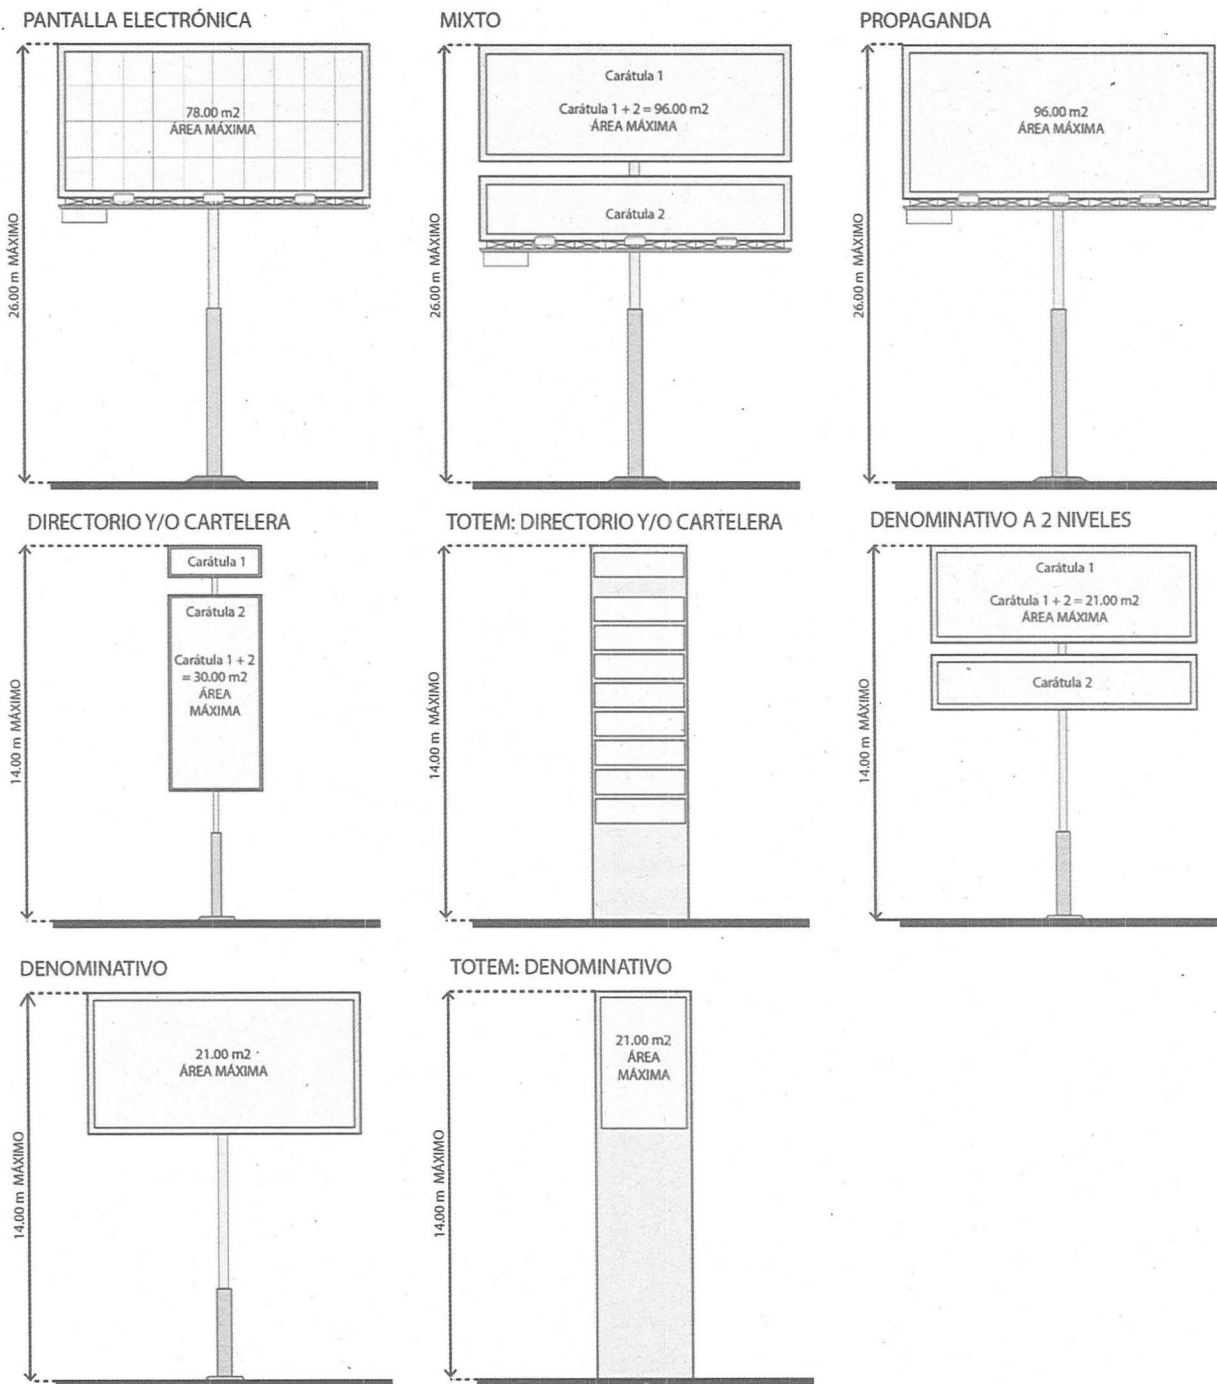 PANTALLA ELECTRÓNICA
78.00 m2
ÁREA MÁXIMA
26.00 m MÁXIMO
MIXTO
Carátula 1
Carátula 1 + 2 = 96.00 m2
ÁREA MÁXIMA
Carátula 2
26.00 m MÁXIMO
PROPAGANDA
96.00 m2
ÁREA MÁXIMA
26.00 m MÁXIMO
DIRECTORIO Y/O CARTELERA
Carátula 1
Carátula 2
Carátula 1 + 2
= 30.00 m2
ÁREA
MÁXIMA
14.00 m MÁXIMO
TOTEM: DIRECTORIO Y/O CARTELERA
14.00 m MÁXIMO
DENOMINATIVO A 2 NIVELES
Carátula 1
Carátula 1 + 2 = 21.00 m2
ÁREA MÁXIMA
Carátula 2
14.00 m MÁXIMO
DENOMINATIVO
21.00 m2
ÁREA MÁXIMA
14.00 m MÁXIMO
TOTEM: DENOMINATIVO
21.00 m2
ÁREA
MÁXIMA
14.00 m MÁXIMO